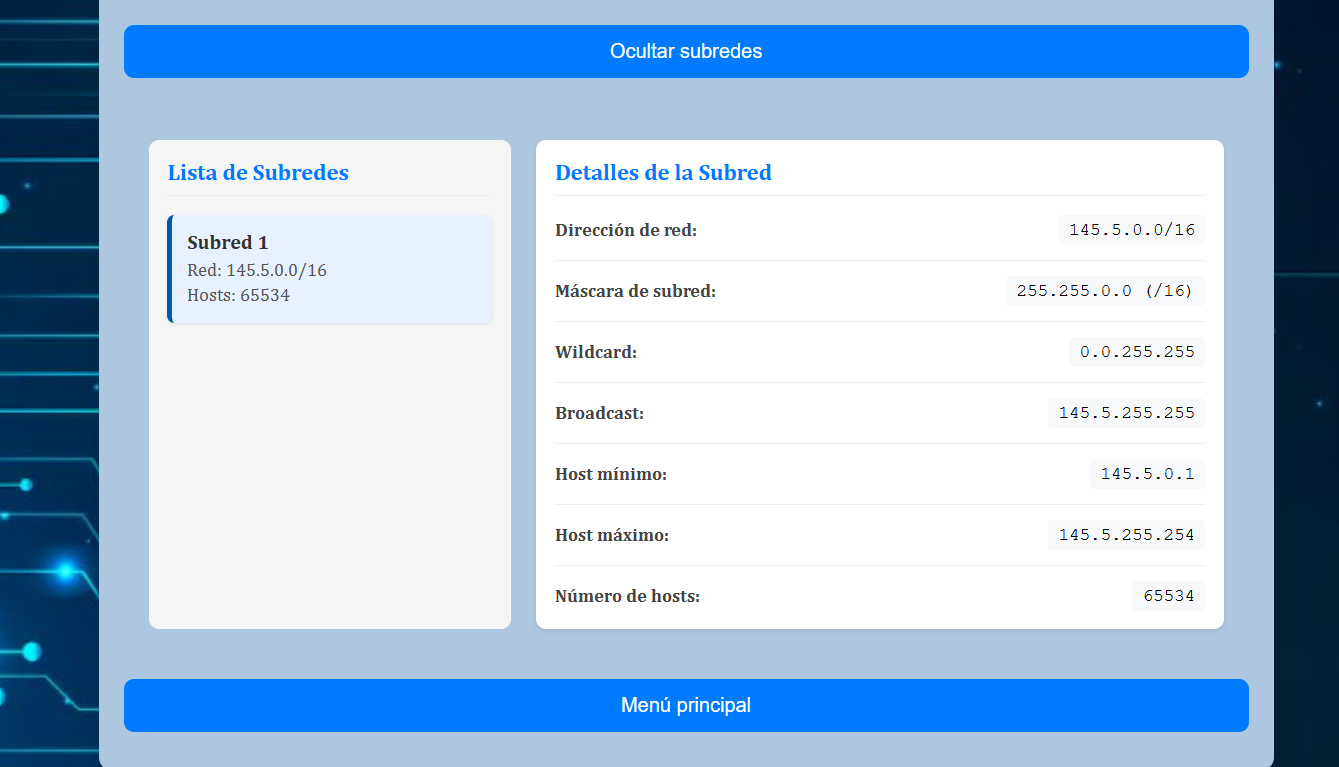 Ocultar subredes
Lista de Subredes
Subred 1
Red: 145.5.0.0/16
Hosts: 65534
Detalles de la Subred
Dirección de red: 145.5.0.0/16
Máscara de subred: 255.255.0.0 (/16)
Wildcard: 0.0.255.255
Broadcast: 145.5.255.255
Host mínimo: 145.5.0.1
Host máximo: 145.5.255.254
Número de hosts: 65534
Menú principal